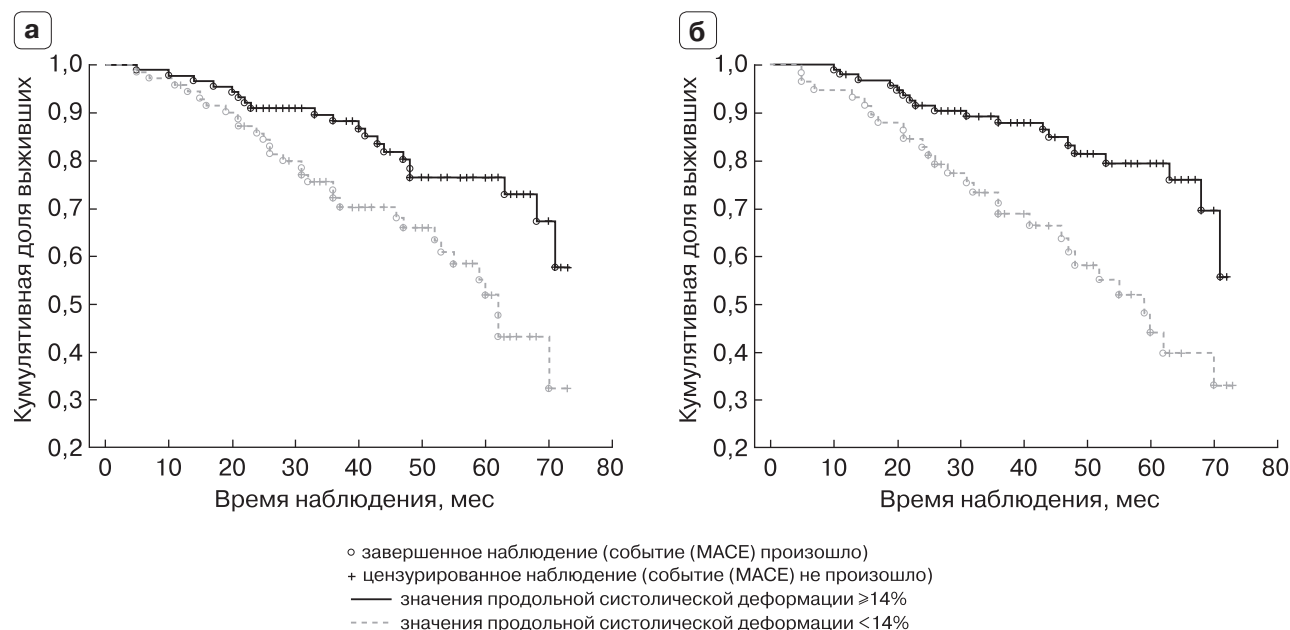 а
1,0
0,9
0,8
0,7
0,6
0,5
0,4
0,3
0,2
Кумулятивная доля выживших
0 10 20 30 40 50 60 70 80
Время наблюдения, мес
б
1,0
0,9
0,8
0,7
0,6
0,5
0,4
0,3
0,2
Кумулятивная доля выживших
0 10 20 30 40 50 60 70 80
Время наблюдения, мес
завершенное наблюдение (событие (MACE) произошло)
цензурированное наблюдение (событие (MACE) не произошло)
значения продольной систолической деформации ⩾14%
значения продольной систолической деформации <14%